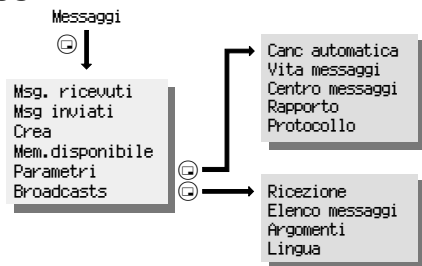 Messaggi
Msg. ricevuti
Msg inviati
Crea
Mem.disponibile
Parametri
Broadcasts
Canc automatica
Vita messaggi
Centro messaggi
Rapporto
Protocollo
Ricezione
Elenco messaggi
Argomenti
Lingua